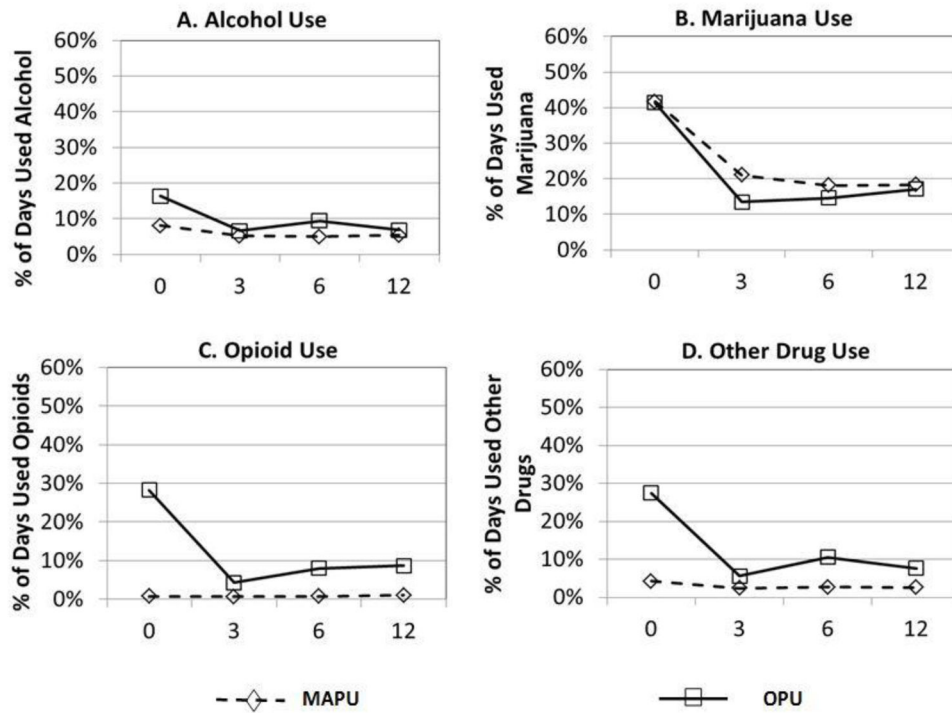 A. Alcohol Use
% of Days Used Alcohol
60%
50%
40%
30%
20%
10%
0%
0 3 6 12
B. Marijuana Use
% of Days Used
Marijuana
60%
50%
40%
30%
20%
10%
0%
0 3 6 12
C. Opioid Use
% of Days Used Opioids
60%
50%
40%
30%
20%
10%
0%
0 3 6 12
D. Other Drug Use
% of Days Used Other
Drugs
60%
50%
40%
30%
20%
10%
0%
0 3 6 12
MAPU
OPU